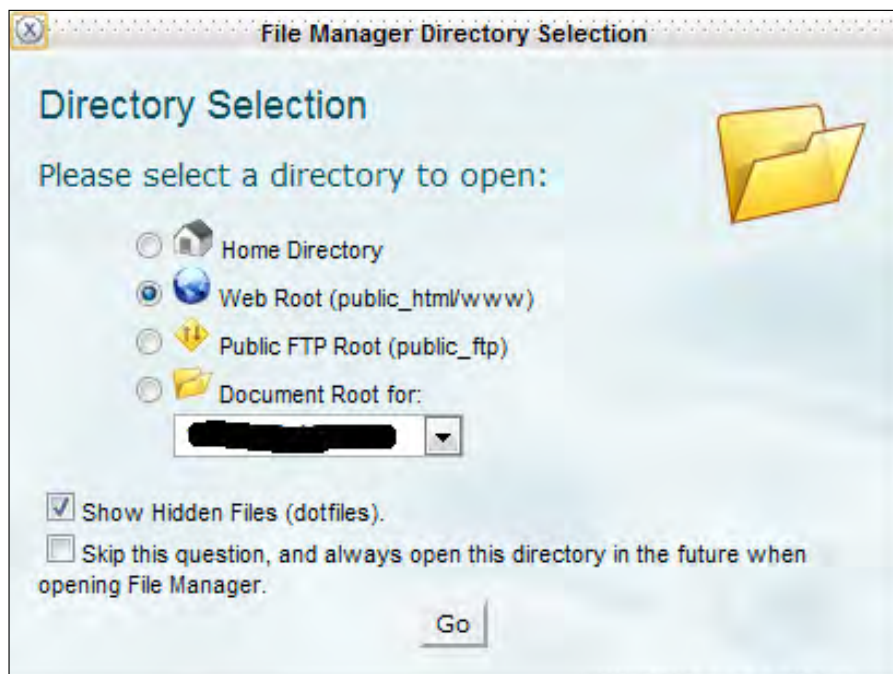 File Manager Directory Selection
Directory Selection
Please select a directory to open:
Home Directory
Web Root (public_html/www)
Public FTP Root (public_ftp)
Document Root for:
Show Hidden Files (dotfiles).
Skip this question, and always open this directory in the future when
opening File Manager.
Go